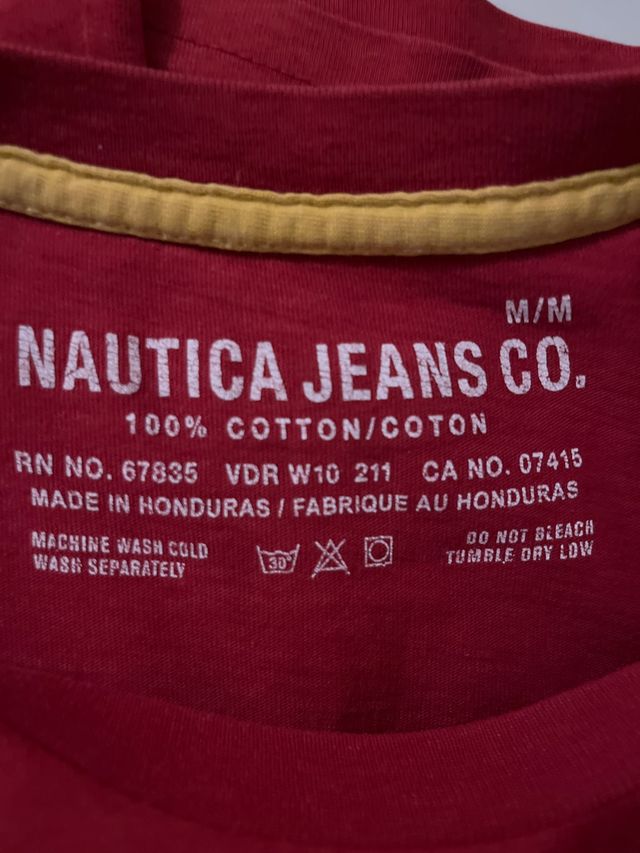 M/M
NAUTICA JEANS CO.
100% COTTON/COTON
RN NO. 67835 VDR W10 211 CA NO. 07415
MADE IN HONDURAS / FABRIQUE AU HONDURAS
MACHINE WASH COLD
WASH SEPARATELY
30°
DO NOT BLEACH
TUMBLE DRY LOW